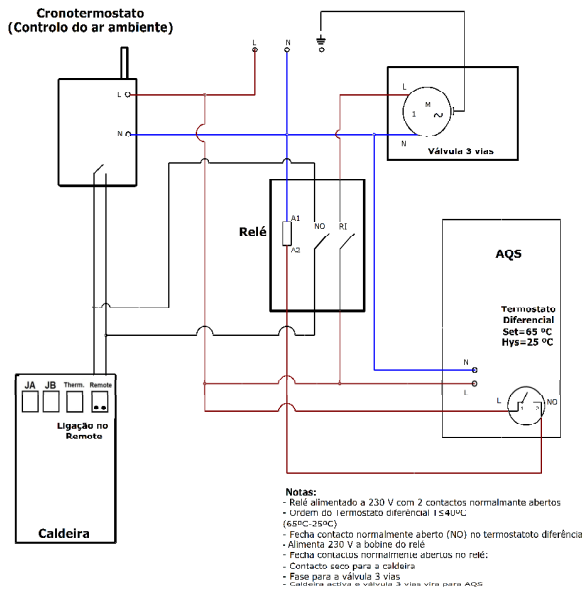 Cronotermostato
(Controlo do ar ambiente)
L
N
L
N
L
M
1
~
N
Válvula 3 vias
Relé
A1
A2
NO
RI
AQS
Termostato
Diferencial
Set=65 ºC
Hys=25 ºC
N
L
L
1
2
NO
JA
JB
Therm.
Remote
Ligação no
Remote
Caldeira
Notas:
- Relé alimentado a 230 V com 2 contactos normalmante abertos
- Ordem do Termostato diferêncial T≤40ºC
(65ºC-25ºC)
- Fecha contacto normalmente aberto (NO) no termostatoto diferência
- Alimenta 230 V a bobine do relé
- Fecha contactos normalmente abertos no relé:
- Contacto seco para a caldeira
- Fase para a válvula 3 vias
- Caldeira activa e válvula 3 vias vira para AQS